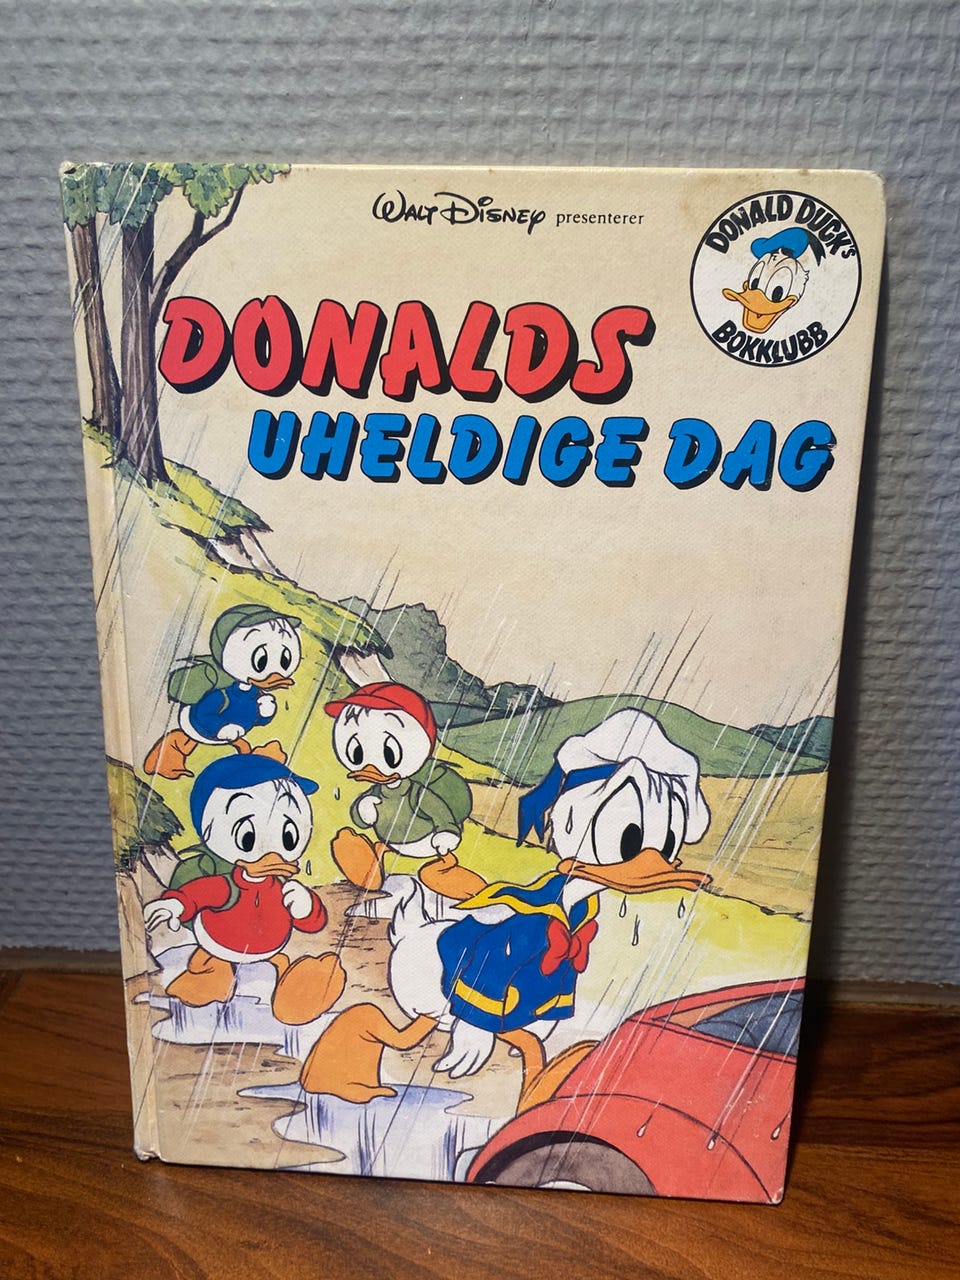 WALT DISNEY presenterer
DONALD DUCK's
BOKKLUBB
DONALDS
UHELDIGE DAG